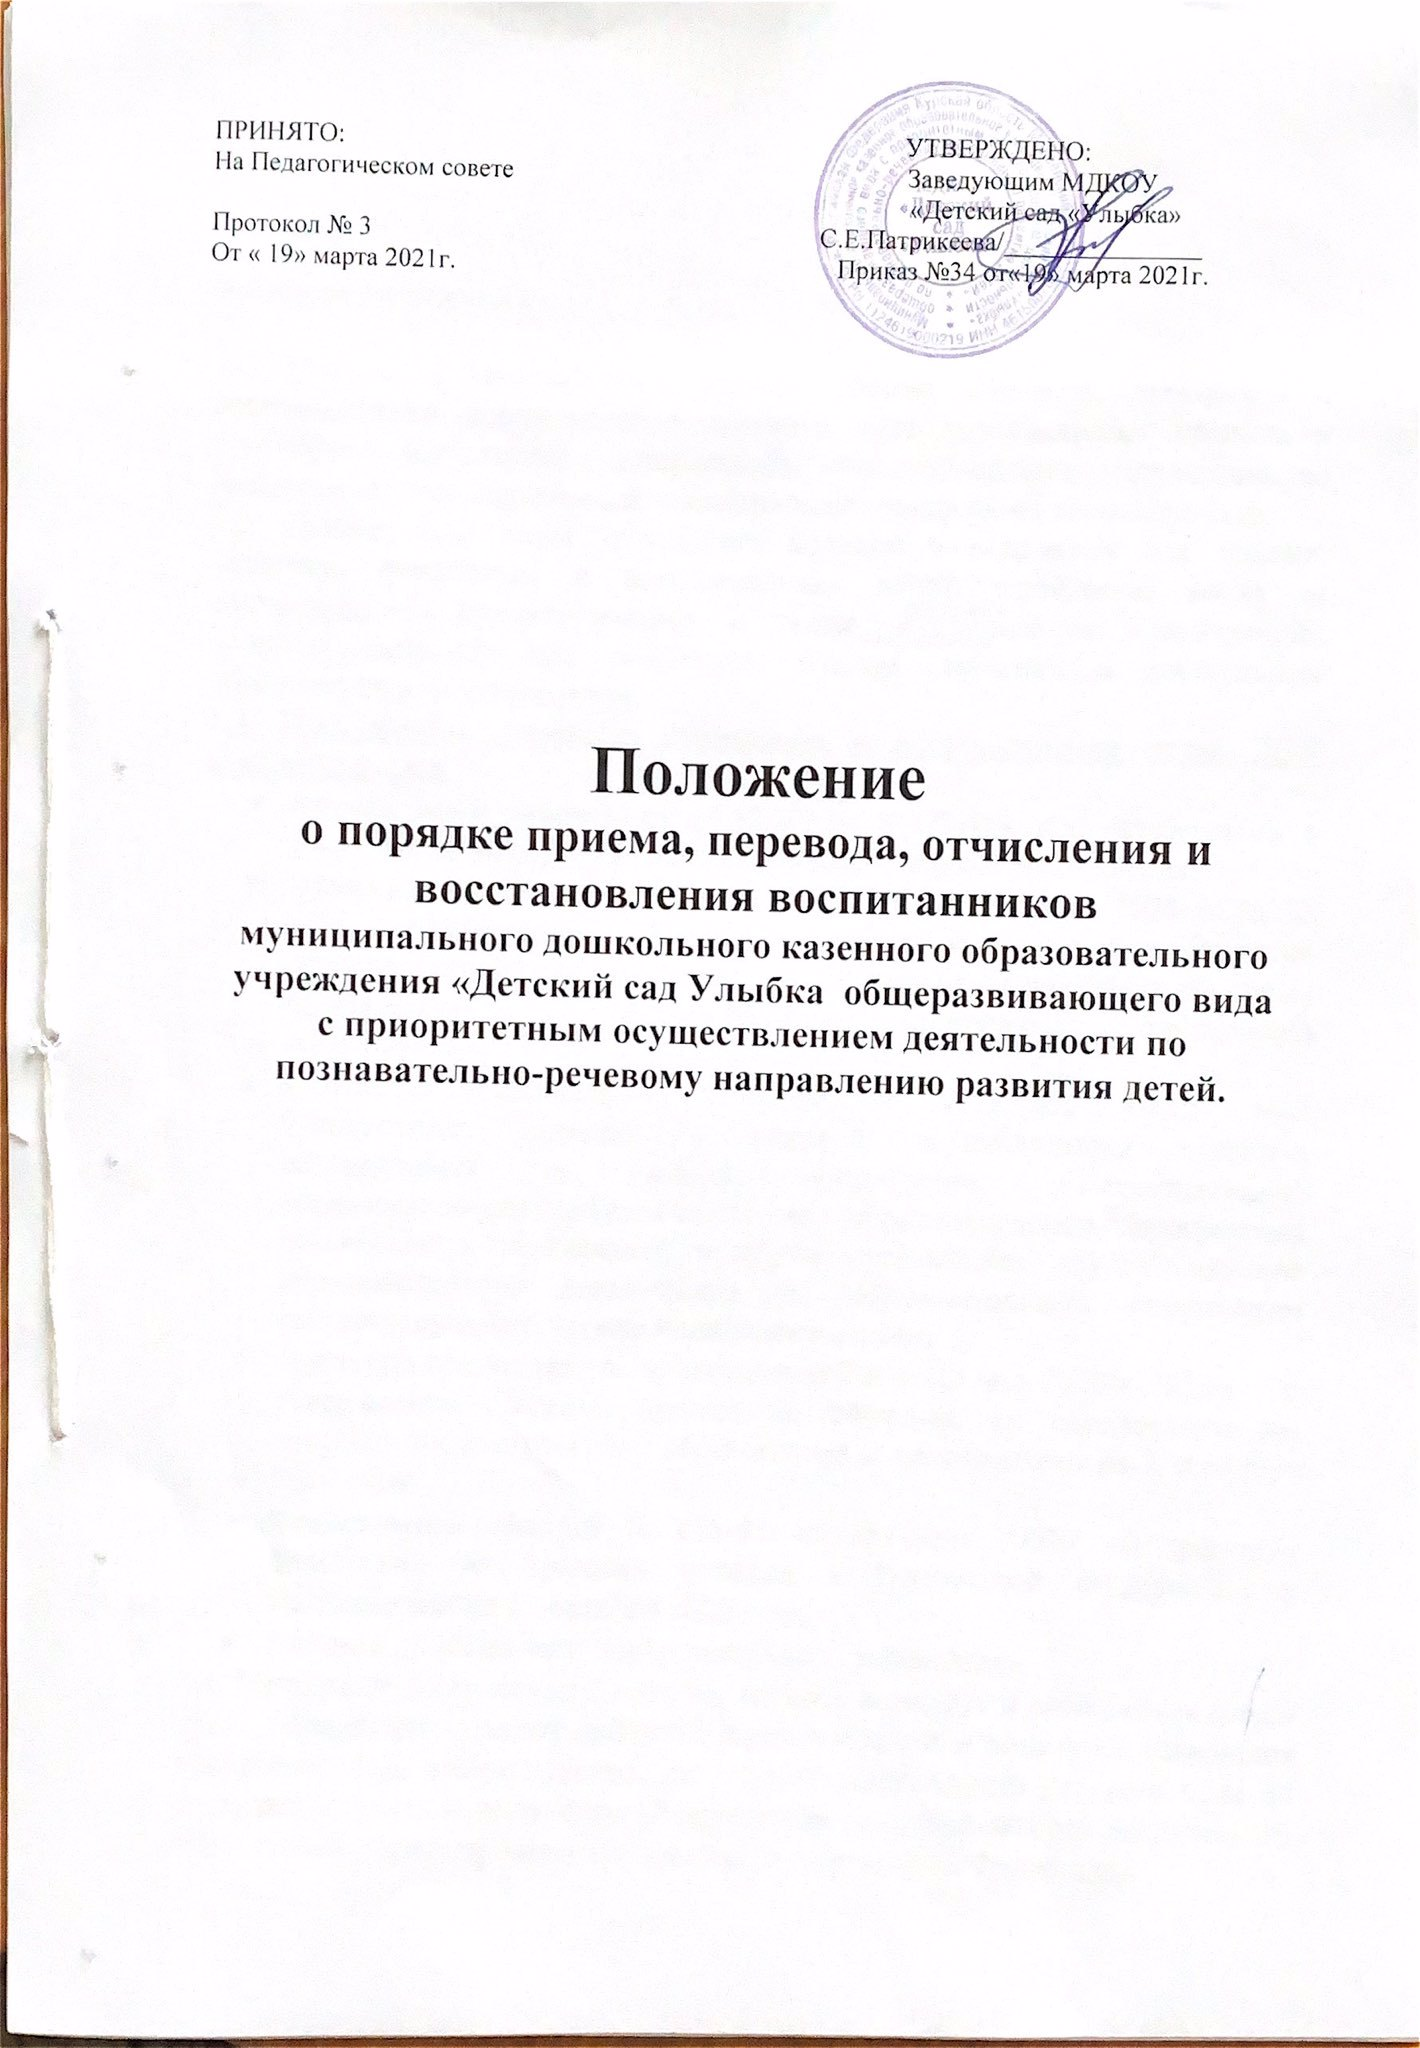 ПРИНЯТО:
На Педагогическом совете
Протокол № 3
От « 19» марта 2021г.
УТВЕРЖДЕНО:
Заведующим МДКОУ
«Детский сад «Улыбка»
С.Е.Патрикеева/
Приказ №34 от«19» марта 2021г.
Положение
о порядке приема, перевода, отчисления и
восстановления воспитанников
муниципального дошкольного казенного образовательного
учреждения «Детский сад Улыбка общеразвивающего вида
с приоритетным осуществлением деятельности по
познавательно-речевому направлению развития детей.